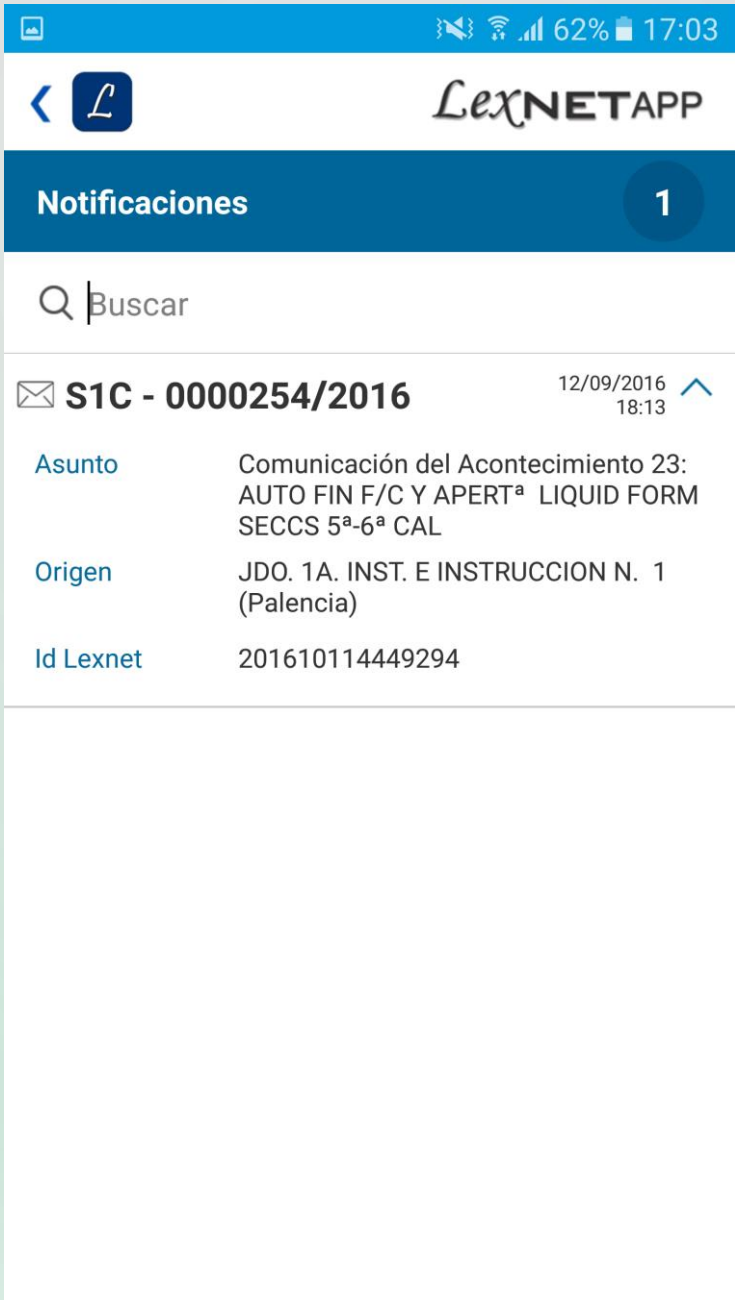 62% 17:03
L LexNETAPP
Notificaciones 1
Buscar
S1C - 0000254/2016 12/09/2016
18:13
Asunto Comunicación del Acontecimiento 23:
AUTO FIN F/C Y APERTª LIQUID FORM
SECCS 5ª-6ª CAL
Origen JDO. 1A. INST. E INSTRUCCION N. 1
(Palencia)
Id Lexnet 201610114449294